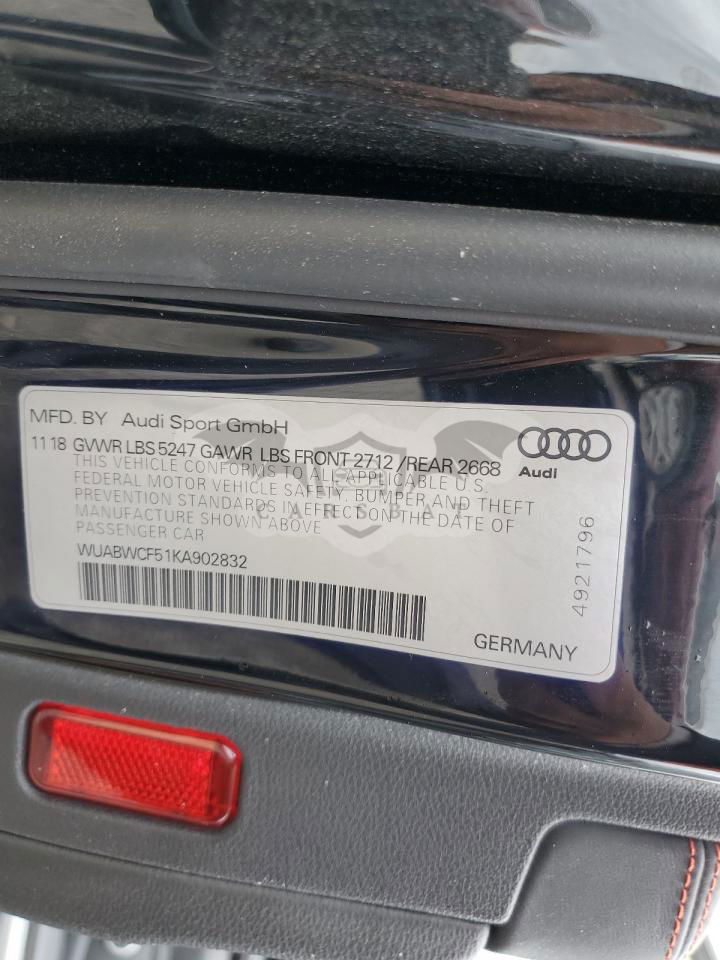 MFD. BY Audi Sport GmbH
1118 GVWR LBS 5247 GAWR LBS FRONT 2712 /REAR 2668
THIS VEHICLE CONFORMS TO ALL APPLICABLE U.S.
FEDERAL MOTOR VEHICLE SAFETY, BUMPER, AND THEFT
PREVENTION STANDARDS IN EFFECT ON THE DATE OF
MANUFACTURE SHOWN ABOVE
PASSENGER CAR
WUABWCF51KA902832
GERMANY
Audi
4921796
CARSBAT